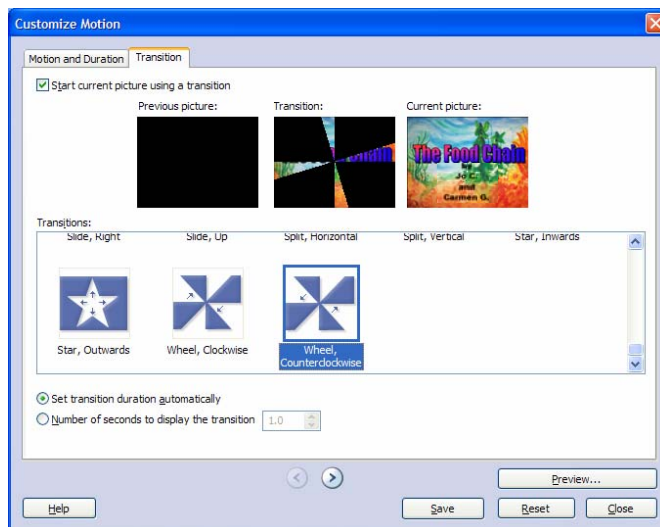 Customize Motion
Motion and Duration
Transition
Start current picture using a transition
Previous picture:
Transition:
Current picture:
The Food Chain
by
Jo C.
and
Carmen G.
Transitions:
Slide, Right
Slide, Up
Split, Horizontal
Split, Vertical
Star, Inwards
Star, Outwards
Wheel, Clockwise
Wheel,
Counterclockwise
Set transition duration automatically
Number of seconds to display the transition
1.0
Preview...
Help
Save
Reset
Close